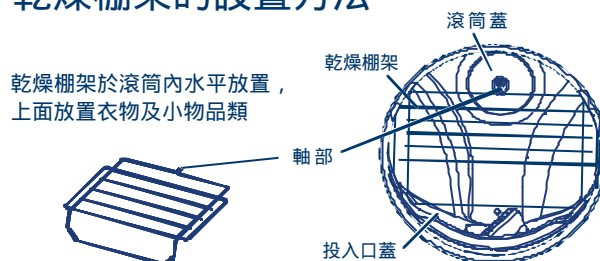 乾燥棚架的設置方法
乾燥棚架於滾筒內水平放置，
上面放置衣物及小物品類
滾筒蓋
乾燥棚架
軸部
投入口蓋